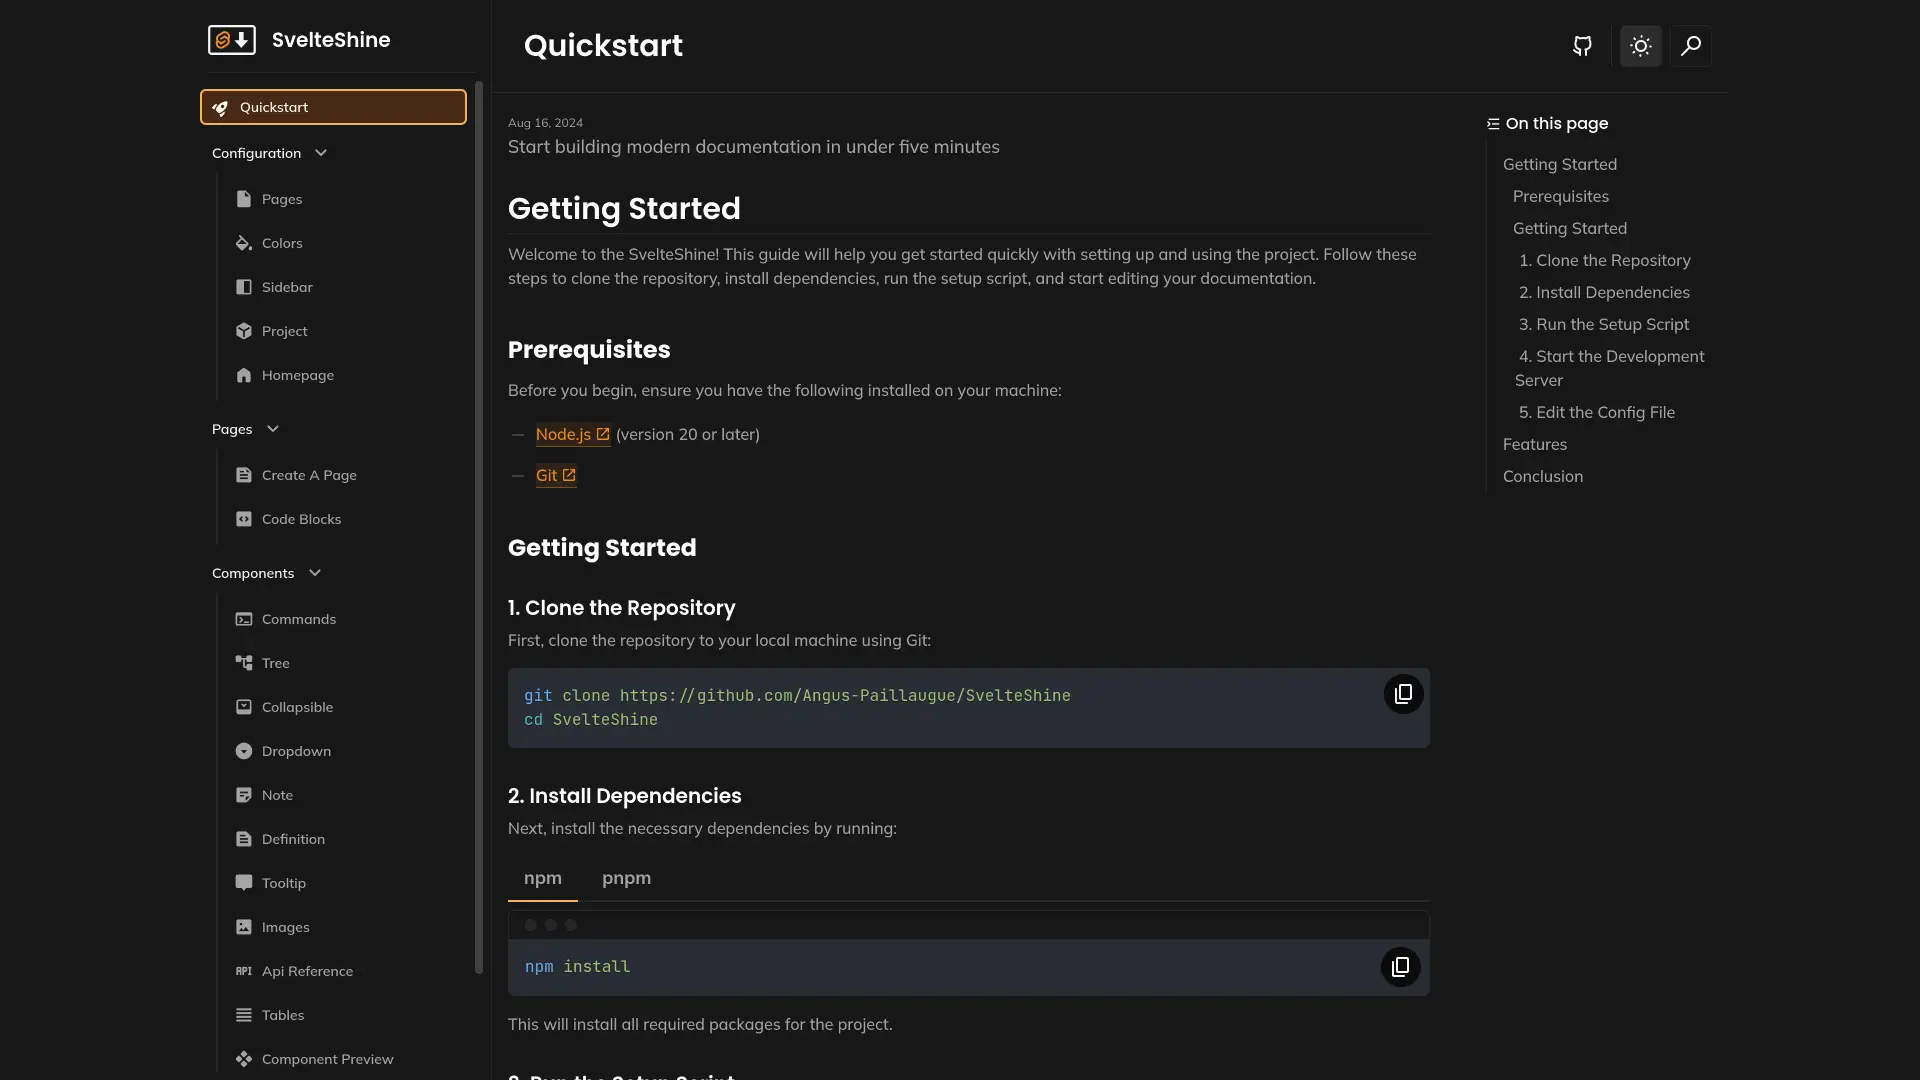 SvelteShine
Quickstart
Configuration
Pages
Colors
Sidebar
Project
Homepage
Pages
Create A Page
Code Blocks
Components
Commands
Tree
Collapsible
Dropdown
Note
Definition
Tooltip
Images
API Api Reference
Tables
Component Preview
Quickstart
Aug 16, 2024
Start building modern documentation in under five minutes
Getting Started
Welcome to the SvelteShine! This guide will help you get started quickly with setting up and using the project. Follow these
steps to clone the repository, install dependencies, run the setup script, and start editing your documentation.
Prerequisites
Before you begin, ensure you have the following installed on your machine:
Node.js (version 20 or later)
Git
Getting Started
1. Clone the Repository
First, clone the repository to your local machine using Git:
git clone https://github.com/Angus-Paillaugue/SvelteShine
cd SvelteShine
2. Install Dependencies
Next, install the necessary dependencies by running:
npm pnpm
npm install
This will install all required packages for the project.
3. Run the Setup Script
On this page
Getting Started
Prerequisites
Getting Started
1. Clone the Repository
2. Install Dependencies
3. Run the Setup Script
4. Start the Development
Server
5. Edit the Config File
Features
Conclusion